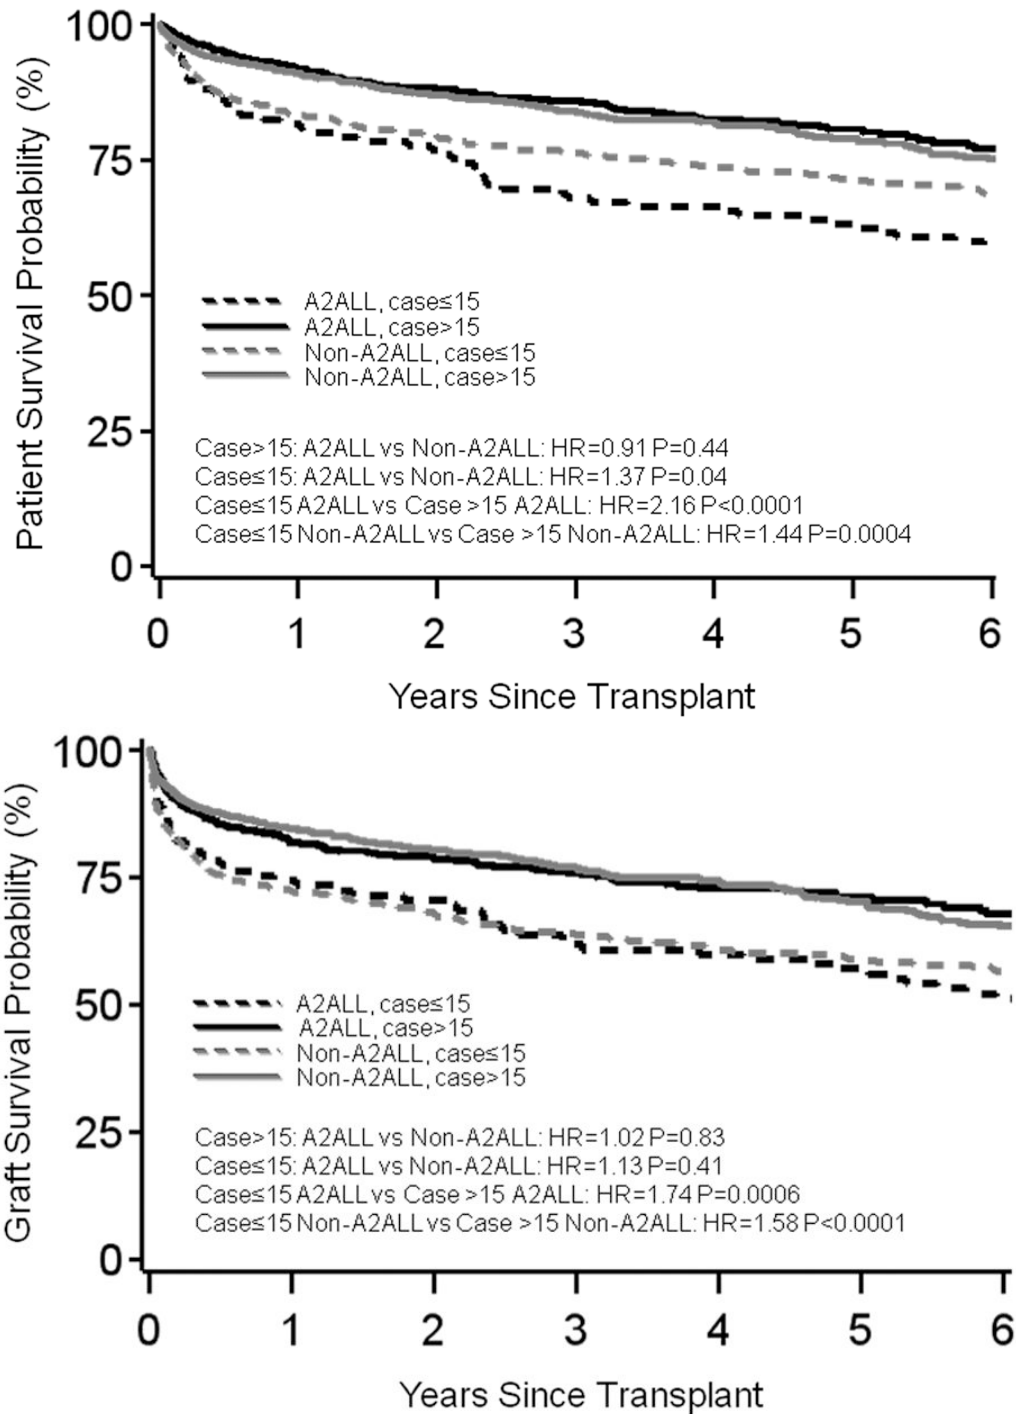 Patient Survival Probability (%)
100
75
50
25
0
A2ALL, case≤15
A2ALL, case>15
Non-A2ALL, case≤15
Non-A2ALL, case>15
Case>15: A2ALL vs Non-A2ALL: HR=0.91 P=0.44
Case≤15: A2ALL vs Non-A2ALL: HR=1.37 P=0.04
Case≤15 A2ALL vs Case >15 A2ALL: HR=2.16 P<0.0001
Case≤15 Non-A2ALL vs Case >15 Non-A2ALL: HR=1.44 P=0.0004
0 1 2 3 4 5 6
Years Since Transplant
Graft Survival Probability (%)
100
75
50
25
0
A2ALL, case≤15
A2ALL, case>15
Non-A2ALL, case≤15
Non-A2ALL, case>15
Case>15: A2ALL vs Non-A2ALL: HR=1.02 P=0.83
Case≤15: A2ALL vs Non-A2ALL: HR=1.13 P=0.41
Case≤15 A2ALL vs Case >15 A2ALL: HR=1.74 P=0.0006
Case≤15 Non-A2ALL vs Case >15 Non-A2ALL: HR=1.58 P<0.0001
0 1 2 3 4 5 6
Years Since Transplant